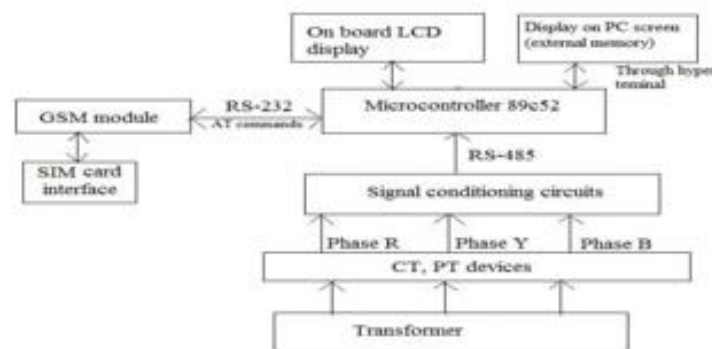 On board LCD
display
Display on PC screen
(external memory)
Through hyper
teminal
GSM module
RS-232
AT commands
Microcontroller 89c52
SIM card
interface
RS-485
Signal conditioning circuits
Phase R
Phase Y
Phase B
CT, PT devices
Transformer